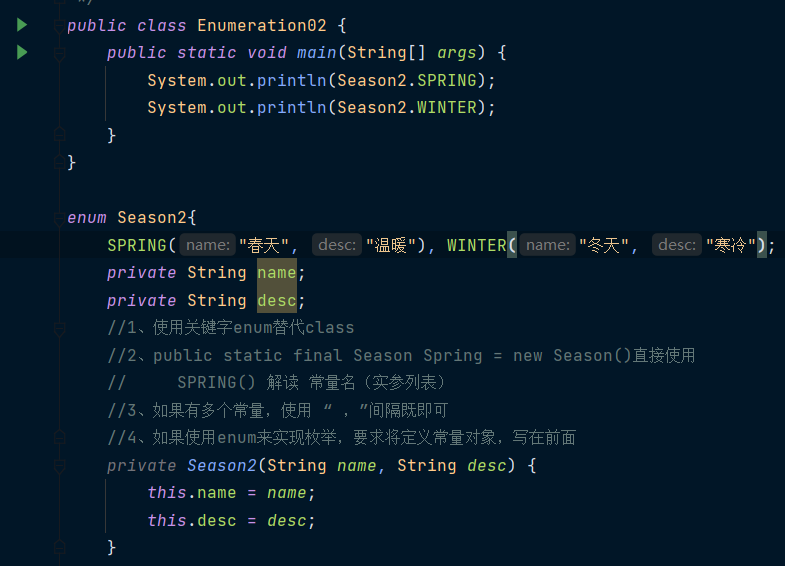 */
public class Enumeration02 {
public static void main(String[] args) {
System.out.println(Season2.SPRING);
System.out.println(Season2.WINTER);
}
}
enum Season2{
SPRING( name: "春天", desc: "温暖"), WINTER( name: "冬天", desc: "寒冷");
private String name;
private String desc;
//1、使用关键字enum替代class
//2、public static final Season Spring = new Season()直接使用
// SPRING() 解读 常量名（实参列表）
//3、如果有多个常量，使用 “ ，”间隔既即可
//4、如果使用enum来实现枚举，要求将定义常量对象，写在前面
private Season2(String name, String desc) {
this.name = name;
this.desc = desc;
}